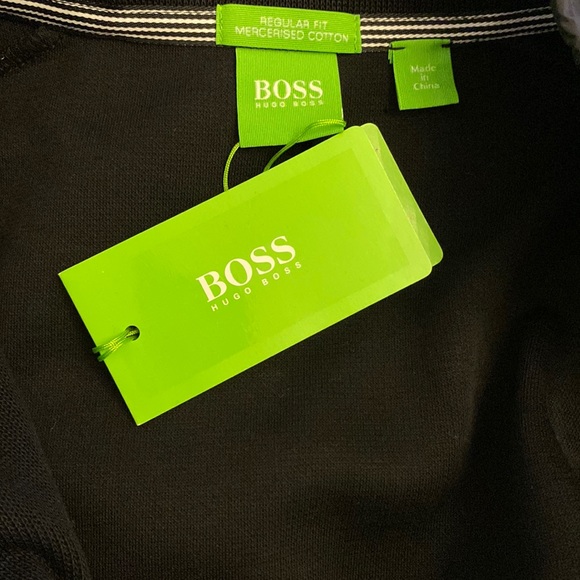 REGULAR FIT
MERCERISED COTTON
BOSS
HUGO BOSS
Made
in
China
BOSS
HUGO BOSS